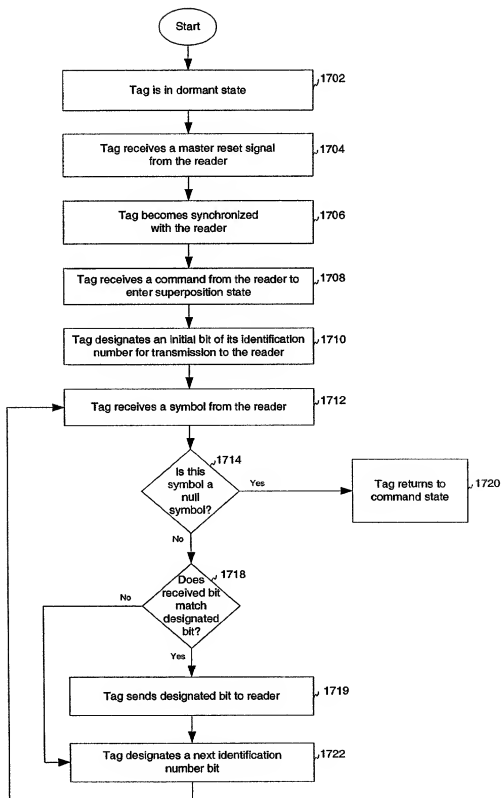 Start
Tag is in dormant state
1702
Tag receives a master reset signal
from the reader
1704
Tag becomes synchronized
with the reader
1706
Tag receives a command from the reader to
enter superposition state
1708
Tag designates an initial bit of its identification
number for transmission to the reader
1710
Tag receives a symbol from the reader
1712
1714
Is this
symbol a
null
symbol?
Yes
Tag returns to
command state
1720
No
1718
Does
received bit
match
designated
bit?
No
Yes
Tag sends designated bit to reader
1719
Tag designates a next identification
number bit
1722